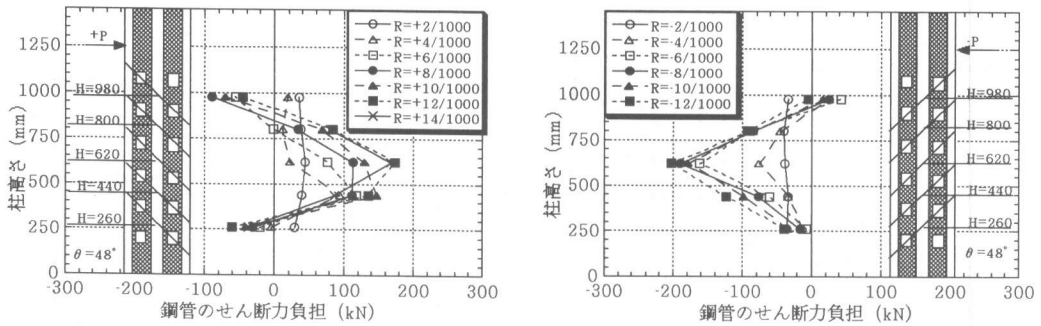 柱高さ (mm)
1250
1000
750
500
250
0
+P
H=980
H=800
H=620
H=440
H=260
θ=48°
R=+2/1000
R=+4/1000
R=+6/1000
R=+8/1000
R=+10/1000
R=+12/1000
R=+14/1000
-300 -200 -100 0 100 200 300
鋼管のせん断力負担 (kN)
柱高さ (mm)
1250
1000
750
500
250
0
R=-2/1000
R=-4/1000
R=-6/1000
R=-8/1000
R=-10/1000
R=-12/1000
-P
H=980
H=800
H=620
H=440
H=260
θ=48°
-300 -200 -100 0 100 200 300
鋼管のせん断力負担 (kN)